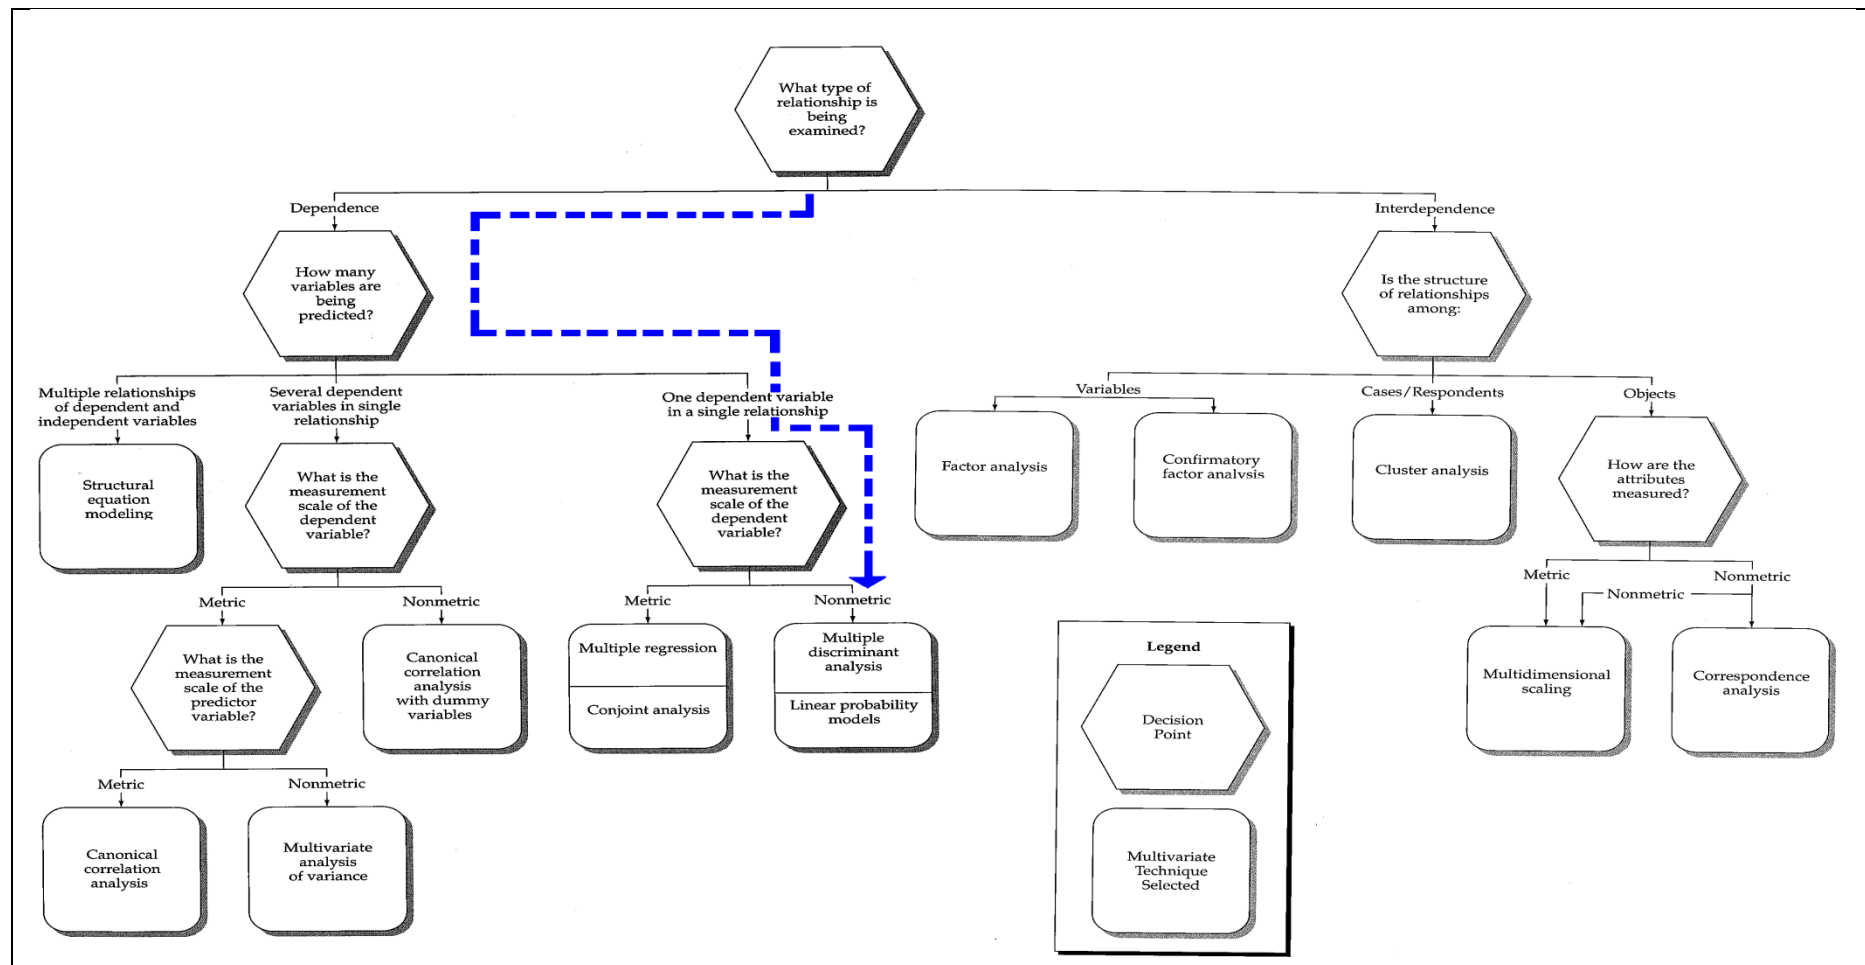 What type of
relationship is
being
examined?
Dependence
Interdependence
How many
variables are
being
predicted?
Is the structure
of relationships
among:
Multiple relationships
of dependent and
independent variables
Several dependent
variables in single
relationship
One dependent variable
in a single relationship
Variables
Cases/Respondents
Objects
Structural
equation
modeling
What is the
measurement
scale of the
dependent
variable?
What is the
measurement
scale of the
dependent
variable?
Factor analysis
Confirmatory
factor analysis
Cluster analysis
How are the
attributes
measured?
Metric
Nonmetric
Metric
Nonmetric
Metric
Nonmetric
Nonmetric
What is the
measurement
scale of the
predictor
variable?
Canonical
correlation
analysis
with dummy
variables
Multiple regression
Conjoint analysis
Multiple
discriminant
analysis
Linear probability
models
Legend
Decision
Point
Multivariate
Technique
Selected
Multidimensional
scaling
Correspondence
analysis
Metric
Nonmetric
Canonical
correlation
analysis
Multivariate
analysis
of variance